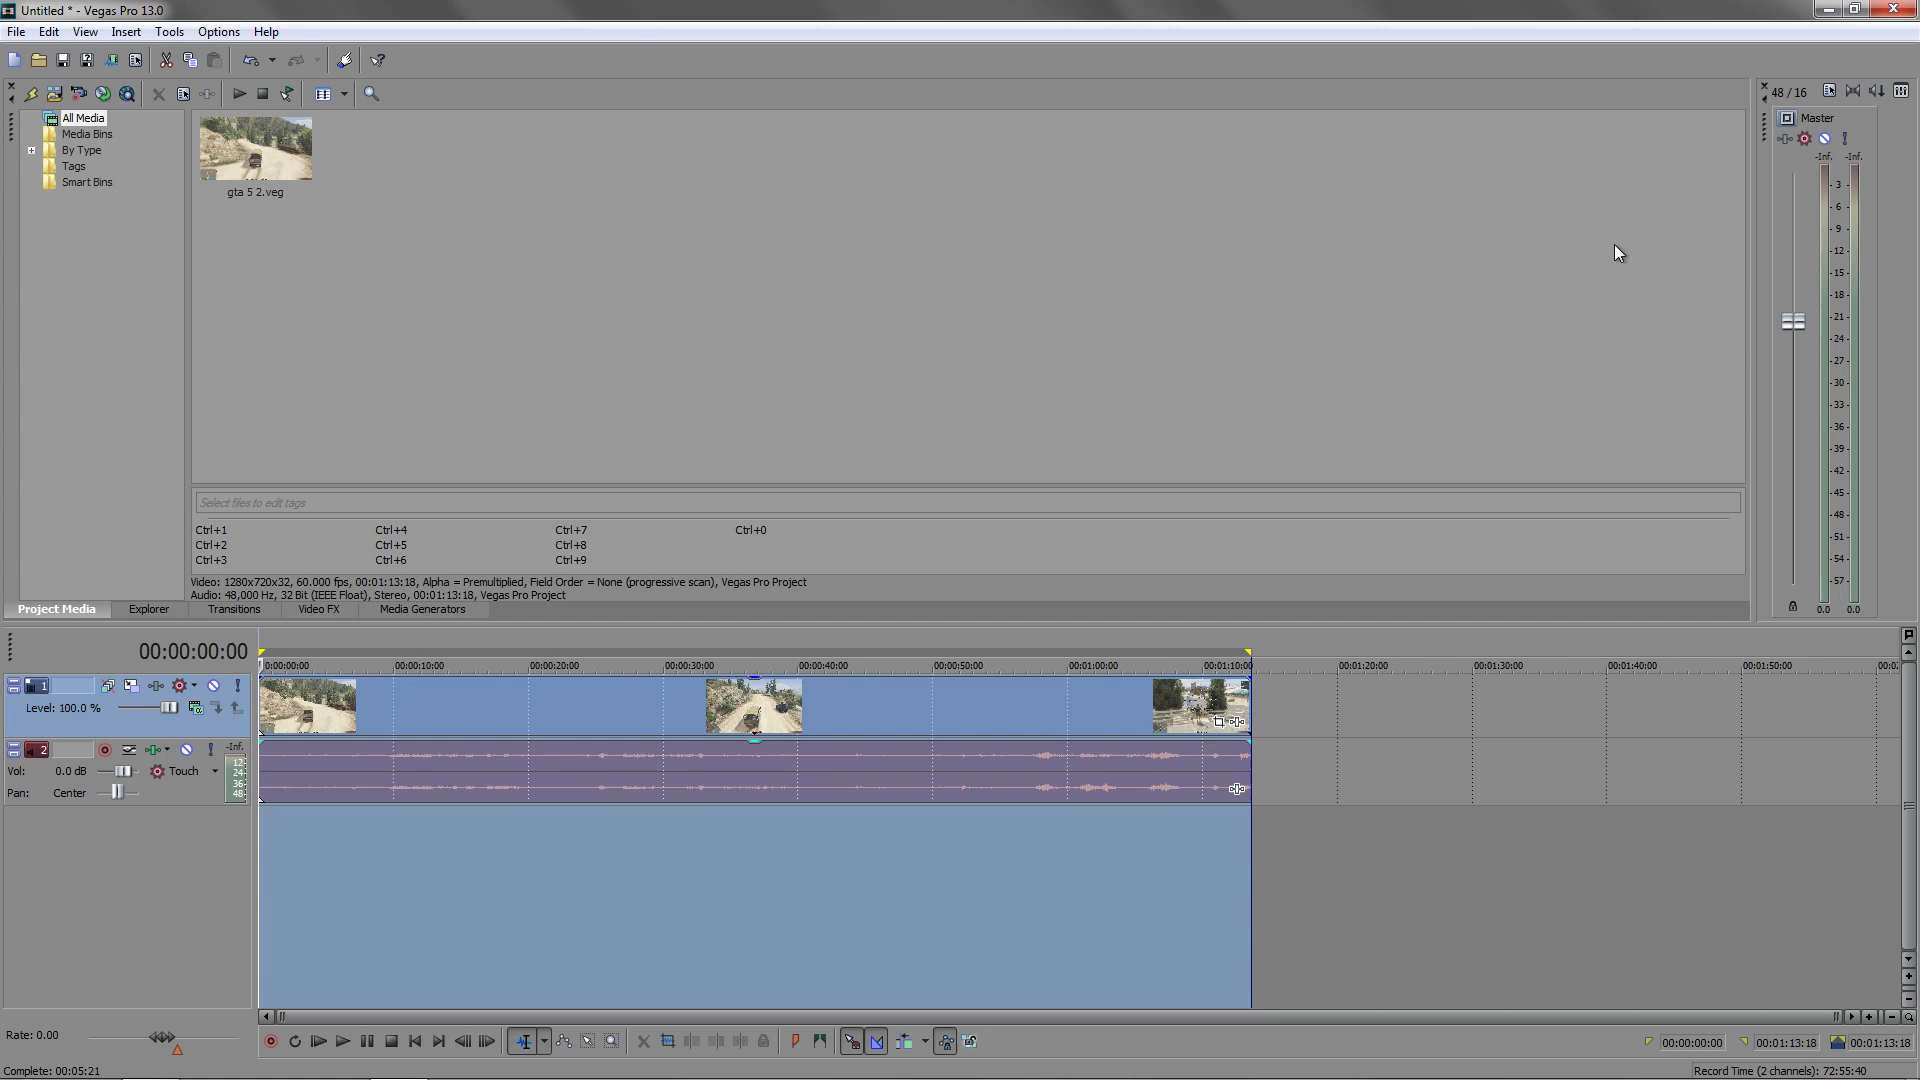 Untitled * - Vegas Pro 13.0
File Edit View Insert Tools Options Help
All Media
Media Bins
By Type
Tags
Smart Bins
gta 5 2.veg
Select files to edit tags
Ctrl+1 Ctrl+4 Ctrl+7 Ctrl+0
Ctrl+2 Ctrl+5 Ctrl+8
Ctrl+3 Ctrl+6 Ctrl+9
Video: 1280x720x32, 60.000 fps, 00:01:13:18, Alpha = Premultiplied, Field Order = None (progressive scan), Vegas Pro Project
Audio: 48,000 Hz, 32 Bit (IEEE Float), Stereo, 00:01:13:18, Vegas Pro Project
Project Media Explorer Transitions Video FX Media Generators
48 / 16
Master
-Inf. -Inf.
- 3 -
- 6 -
- 9 -
- 12 -
- 15 -
- 18 -
- 21 -
- 24 -
- 27 -
- 30 -
- 33 -
- 36 -
- 39 -
- 42 -
- 45 -
- 48 -
- 51 -
- 54 -
- 57 -
0.0 0.0
00:00:00:00
0:00:00:00 00:00:10:00 00:00:20:00 00:00:30:00 00:00:40:00 00:00:50:00 00:01:00:00 00:01:10:00 00:01:20:00 00:01:30:00 00:01:40:00 00:01:50:00 00:0
1
Level: 100.0 %
2
-Inf.
Vol: 0.0 dB Touch
Pan: Center
12
24
36
48
Rate: 0.00
00:00:00:00 00:01:13:18 00:01:13:18
Complete: 00:05:21
Record Time (2 channels): 72:55:40